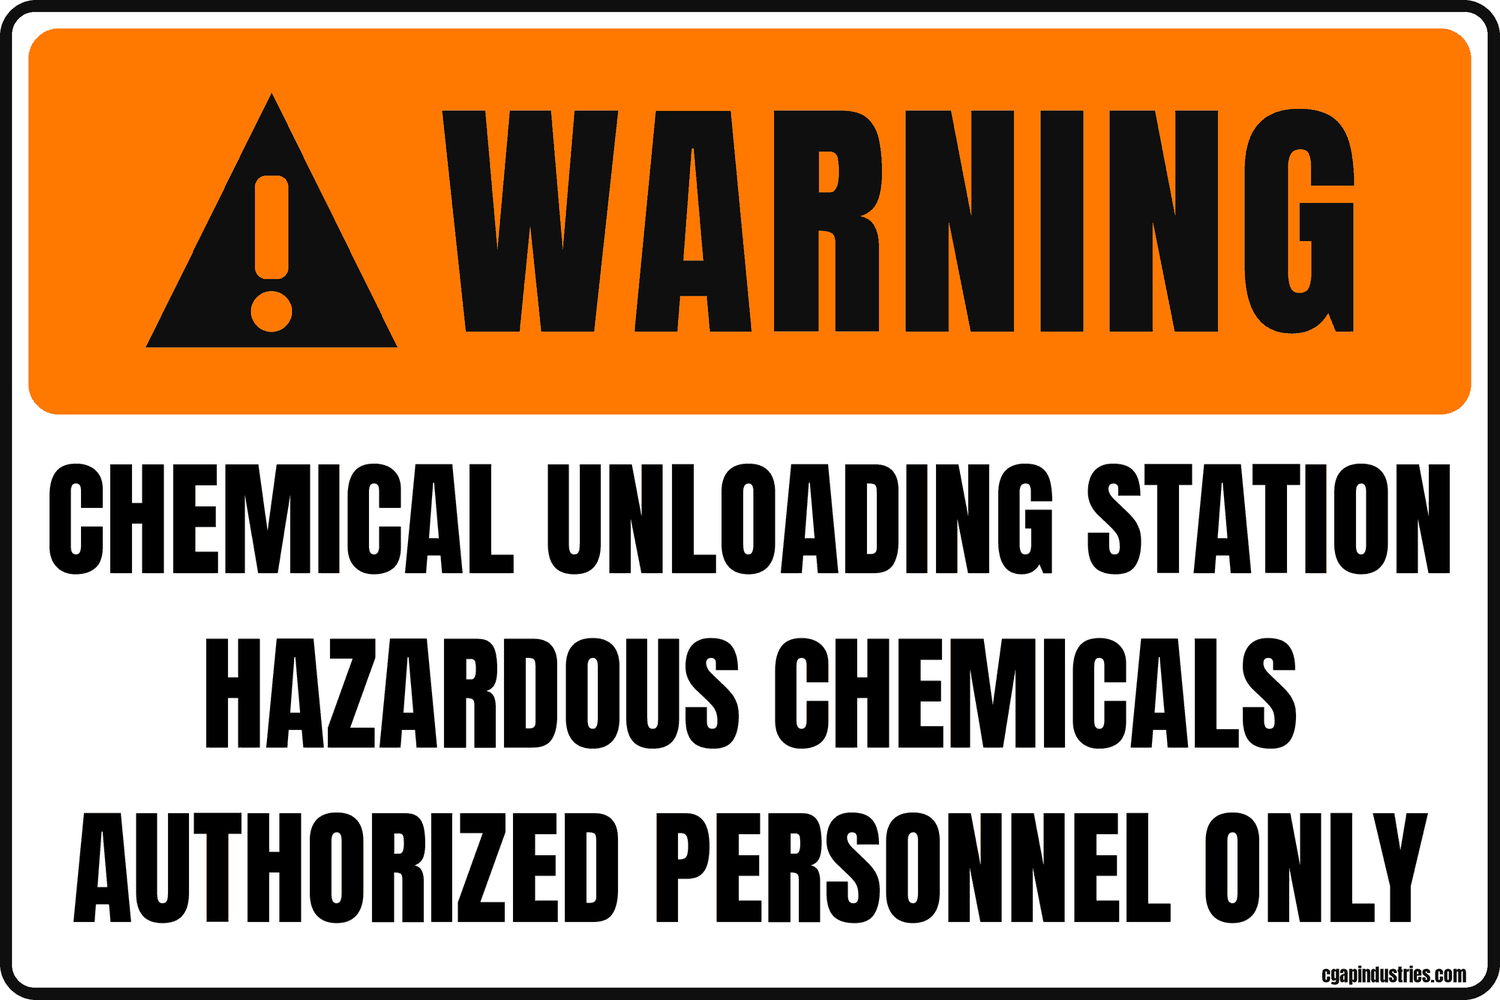 WARNING
CHEMICAL UNLOADING STATION
HAZARDOUS CHEMICALS
AUTHORIZED PERSONNEL ONLY
cgapindustries.com